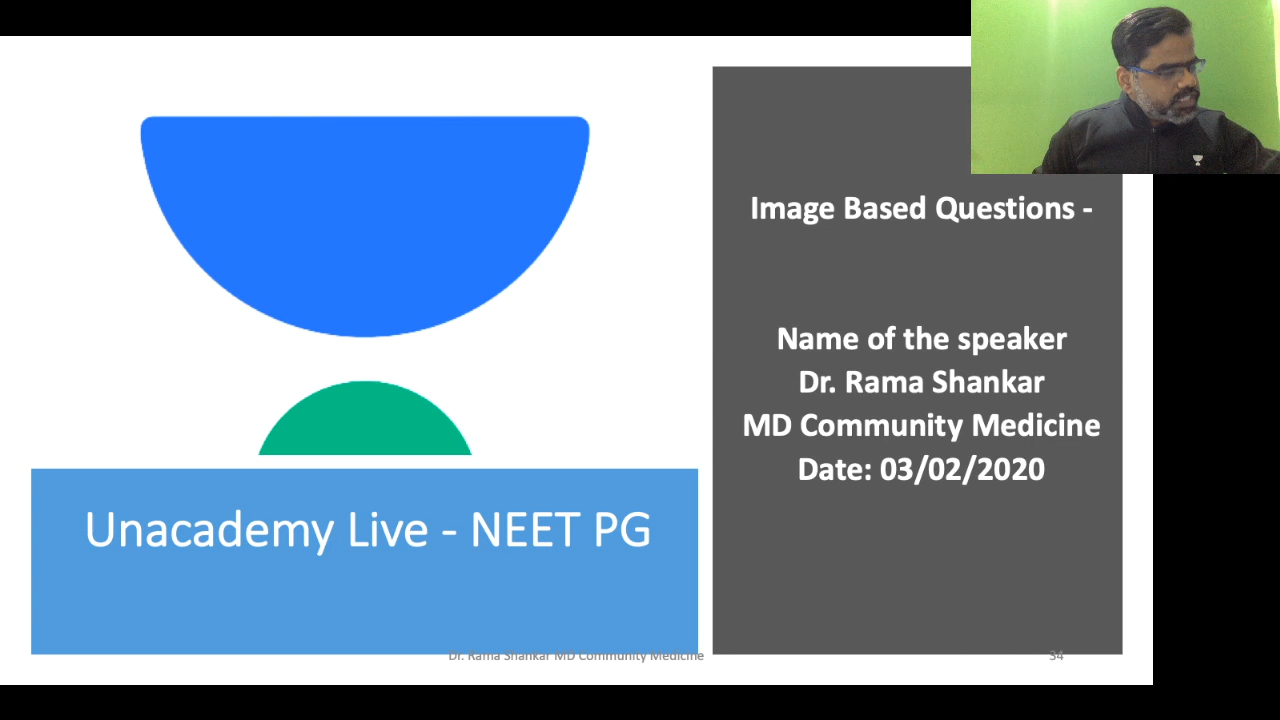 Image Based Questions -
Name of the speaker
Dr. Rama Shankar
MD Community Medicine
Date: 03/02/2020
Unacademy Live - NEET PG
Dr. Rama Shankar MD Community Medicine
34